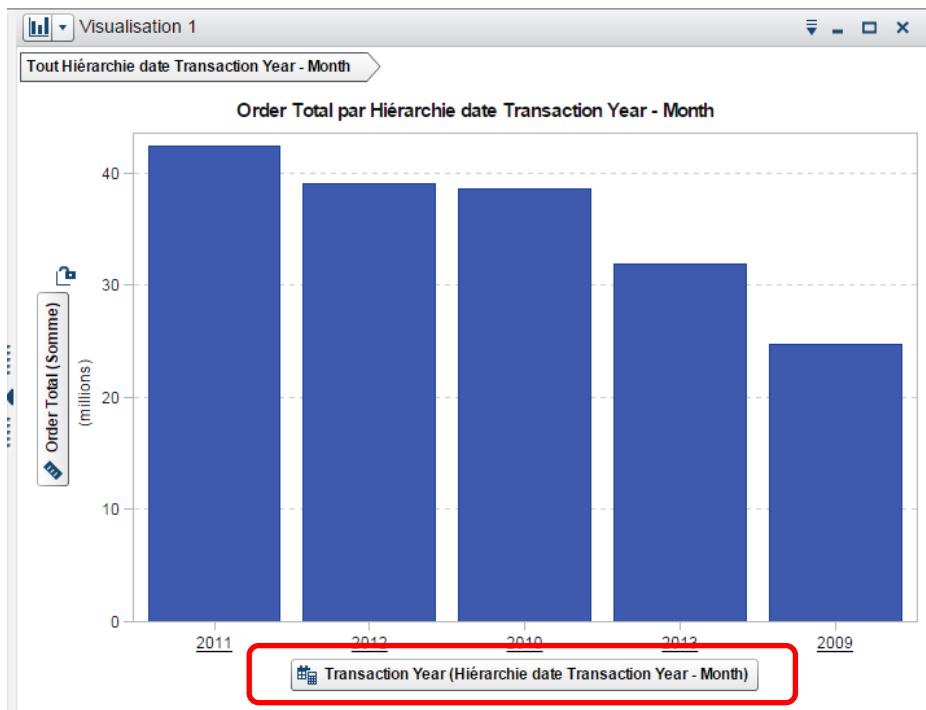 Visualisation 1
Tout Hiérarchie date Transaction Year - Month
Order Total par Hiérarchie date Transaction Year - Month
40
30
20
10
0
Order Total (Somme)
(millions)
2011
2012
2010
2013
2009
Transaction Year (Hiérarchie date Transaction Year - Month)